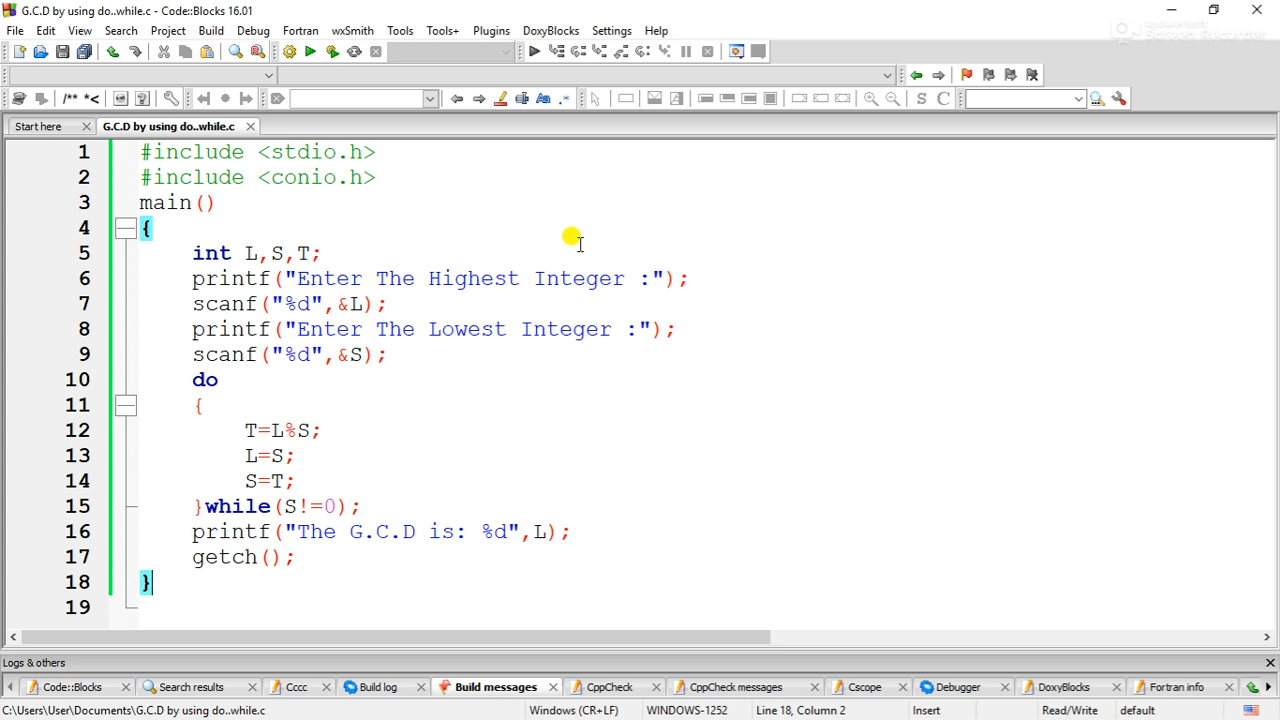 G.C.D by using do..while.c - Code::Blocks 16.01
File Edit View Search Project Build Debug Fortran wxSmith Tools Tools+ Plugins DoxyBlocks Settings Help
Screen Recorder
/** *<
S C
Start here G.C.D by using do..while.c
1 #include <stdio.h>
2 #include <conio.h>
3 main()
4 {
5 int L,S,T;
6 printf("Enter The Highest Integer :");
7 scanf("%d",&L);
8 printf("Enter The Lowest Integer :");
9 scanf("%d",&S);
10 do
11 {
12 T=L%S;
13 L=S;
14 S=T;
15 }while(S!=0);
16 printf("The G.C.D is: %d",L);
17 getch();
18 }
19
Logs & others
Code::Blocks Search results Cccc Build log Build messages CppCheck CppCheck messages Cscope Debugger DoxyBlocks Fortran info
C:\Users\User\Documents\G.C.D by using do..while.c Windows (CR+LF) WINDOWS-1252 Line 18, Column 2 Insert Read/Write default